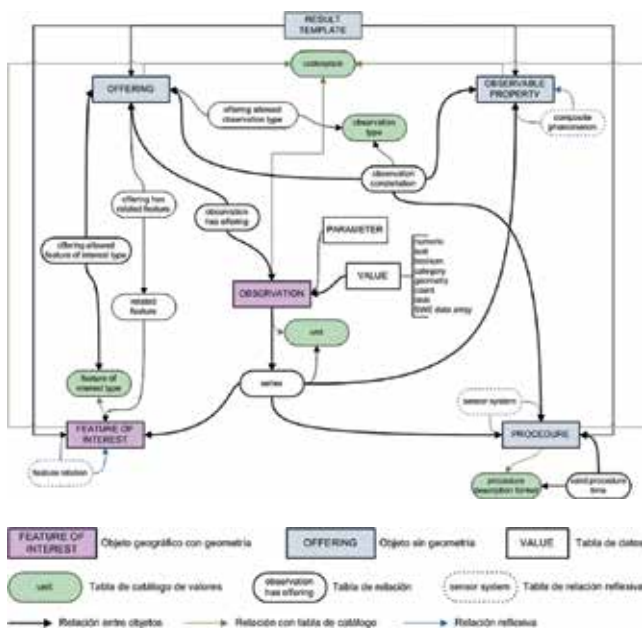 RESULT
TEMPLATE
codespace
OFFERING
OBSERVABLE
PROPERTY
offering allowed
observation type
observation
type
composite
phenomenon
observation
constellation
offering has
related feature
observation
has offering
PARAMETER
offering allowed
feature of interest type
numeric
text
boolean
category
geometry
count
SWE data array
VALUE
OBSERVATION
related
feature
unit
feature of
interest type
series
sensor system
FEATURE OF
INTEREST
PROCEDURE
feature relation
procedure
description format
valid procedure
time
FEATURE OF
INTEREST
Objeto geográfico con geometría
OFFERING
Objeto sin geometría
VALUE
Tabla de datos
unit
Tabla de catálogo de valores
observation
has offering
Tabla de relación
sensor system
Tabla de relación reflexiva
Relación entre objetos
Relación con tabla de catálogo
Relación reflexiva